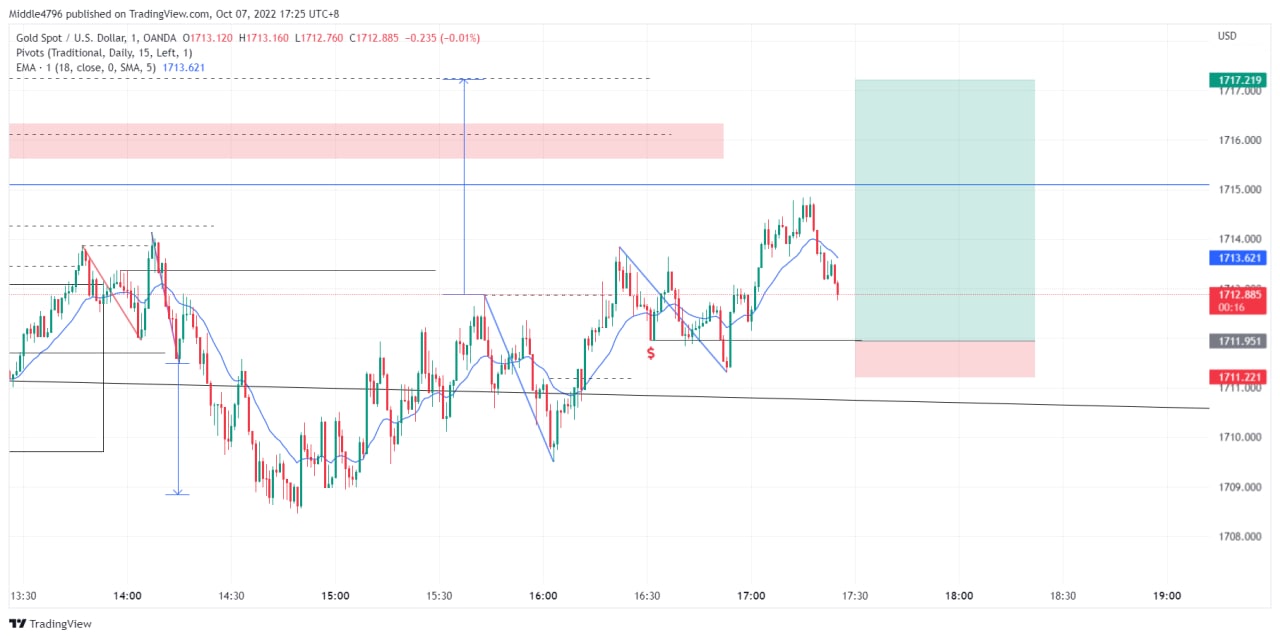 Middle4796 published on TradingView.com, Oct 07, 2022 17:25 UTC+8
Gold Spot / U.S. Dollar, 1, OANDA O1713.120 H1713.160 L1712.760 C1712.885 −0.235 (−0.01%)
Pivots (Traditional, Daily, 15, Left, 1)
EMA · 1 (18, close, 0, SMA, 5) 1713.621
USD
1717.219
1717.000
1716.000
1715.000
1714.000
1713.621
1712.885
00:16
1711.951
1711.221
1711.000
1710.000
1709.000
1708.000
$
13:30 14:00 14:30 15:00 15:30 16:00 16:30 17:00 17:30 18:00 18:30 19:00
TradingView